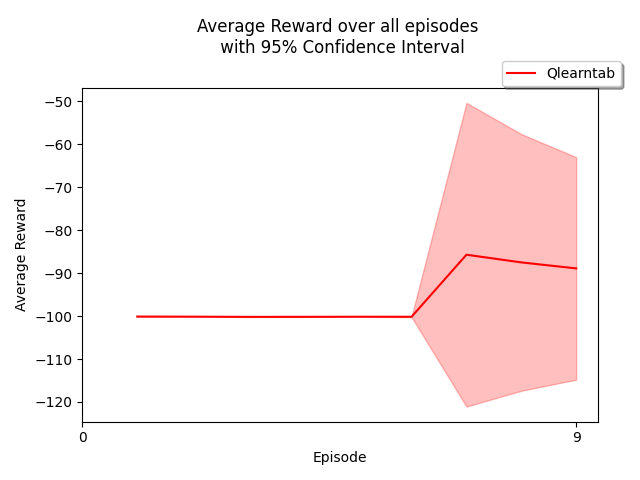 Average Reward over all episodes
with 95% Confidence Interval
Qlearntab
−50
−60
−70
−80
−90
−100
−110
−120
Average Reward
0
9
Episode